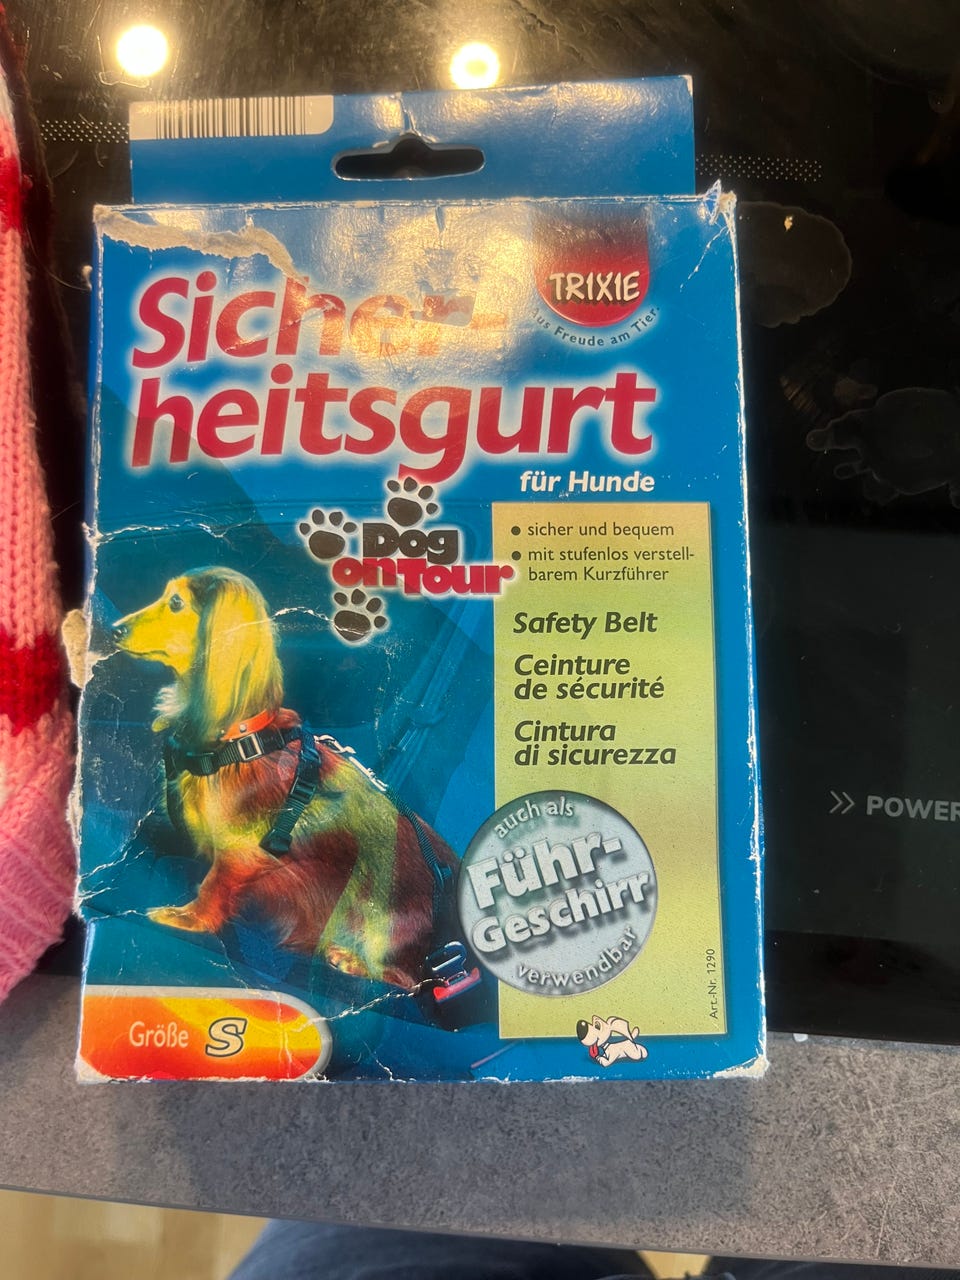 TRIXIE
Aus Freude am Tier.
Sicher-
heitsgurt
für Hunde
Dog
on Tour
• sicher und bequem
• mit stufenlos verstell-
barem Kurzführer
Safety Belt
Ceinture
de sécurité
Cintura
di sicurezza
auch als
Führ-
Geschirr
verwendbar
Art.-Nr. 1290
Größe S
>> POWER